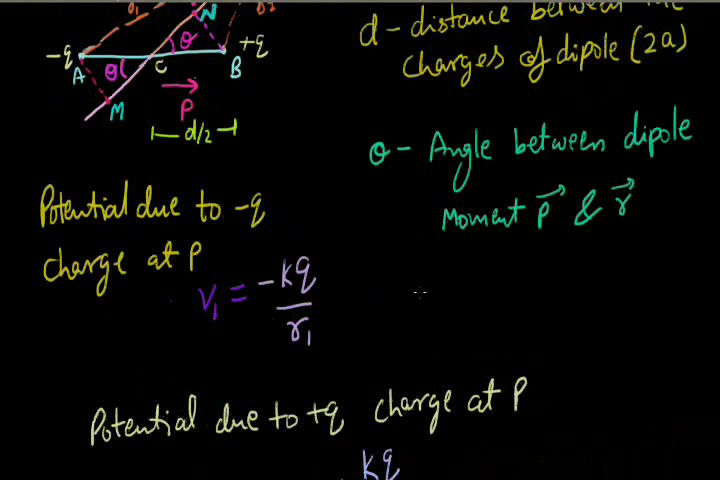 N
θ
-q
+q
A
θ
C
B
M
P
d/2
d - distance between
charges of dipole (2a)
θ - Angle between dipole
Moment p⃗ & r⃗
Potential due to -q
charge at P
V₁ = -kq/r₁
Potential due to +q charge at P
kq